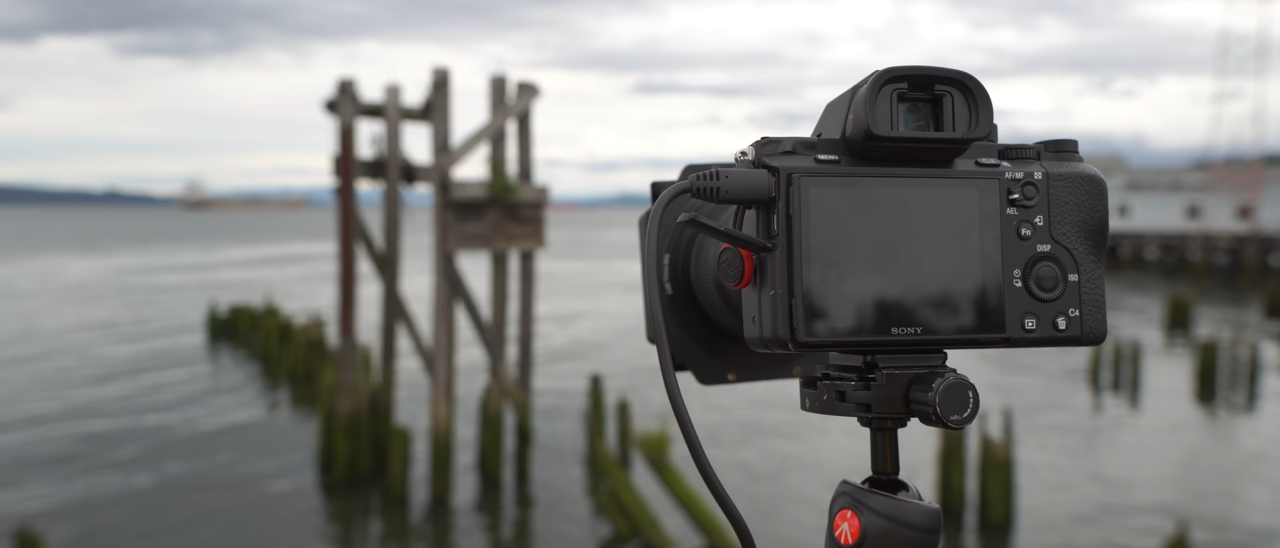 MENU
AF/MF
AEL
Fn
DISP
ISO
C4
SONY